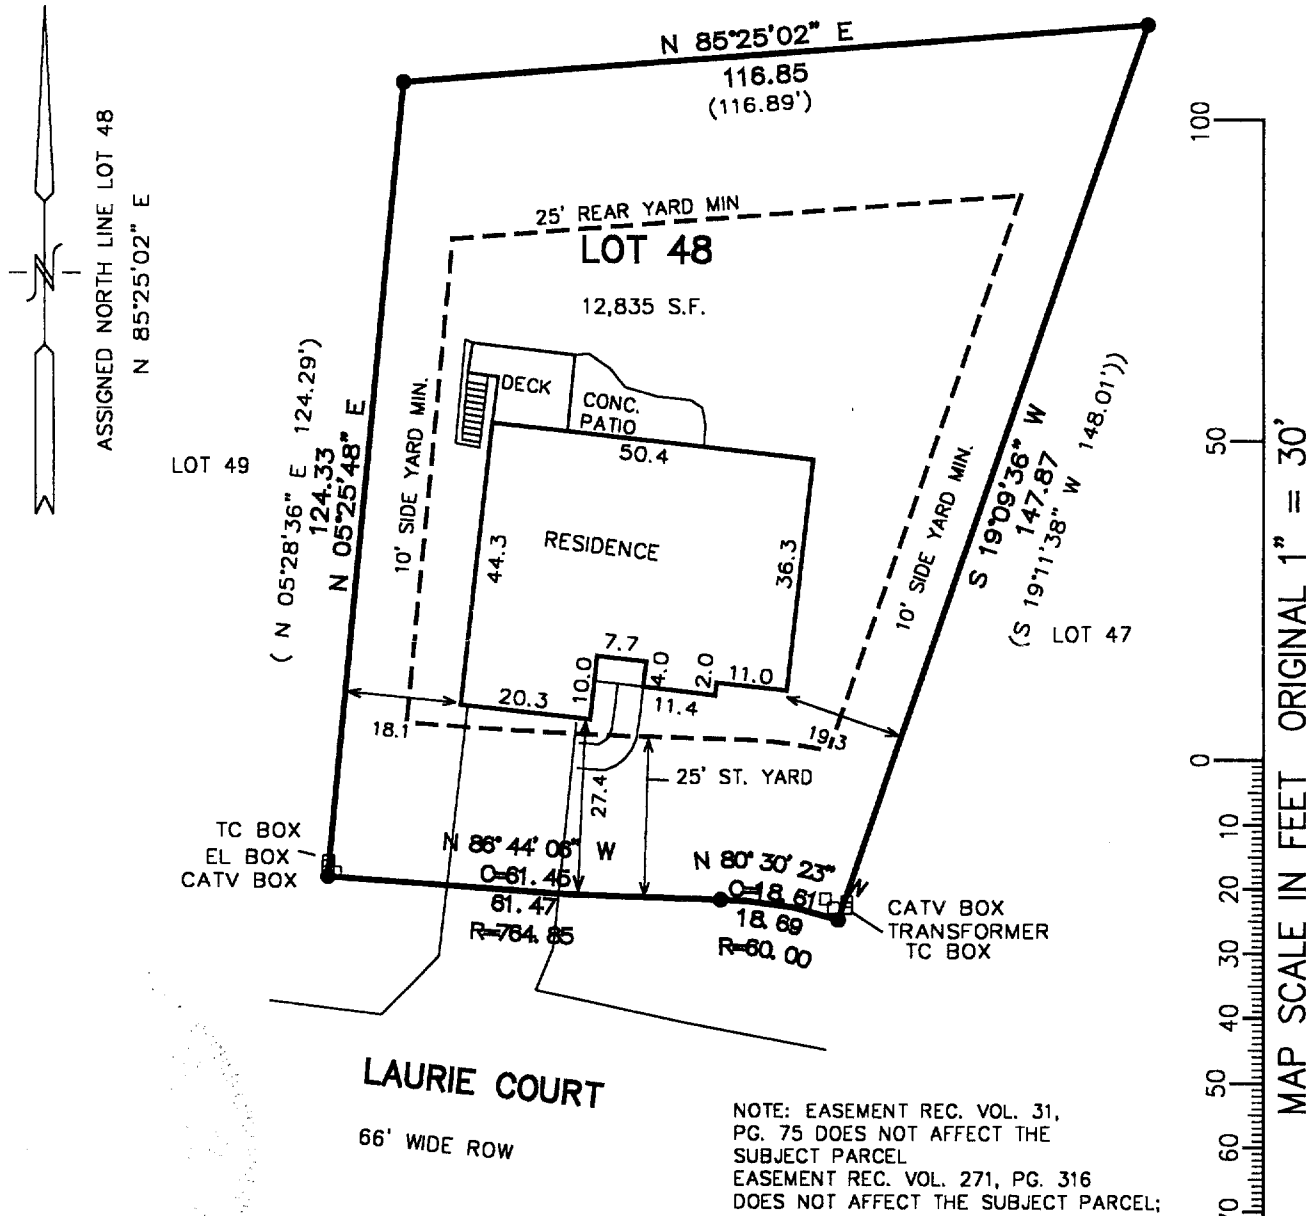 N 85°25'02" E
116.85
(116.89')
ASSIGNED NORTH LINE LOT 48
N 85°25'02" E
N
25' REAR YARD MIN
LOT 48
12,835 S.F.
( N 05°28'36" E 124.29')
124.33
N 05°25'48" E
10' SIDE YARD MIN.
LOT 49
DECK
CONC.
PATIO
50.4
RESIDENCE
44.3
36.3
7.7
10.0
4.0
2.0
11.0
20.3
11.4
18.1
19.3
10' SIDE YARD MIN.
S 19°09'36" W
147.87
(S 19°11'38" W 148.01'))
LOT 47
25' ST. YARD
27.4
TC BOX
EL BOX
CATV BOX
N 86°44'06" W
C=61.45
61.47
R=764.85
N 80°30'23" W
C=18.61
18.69
R=60.00
CATV BOX
TRANSFORMER
TC BOX
LAURIE COURT
66' WIDE ROW
NOTE: EASEMENT REC. VOL. 31,
PG. 75 DOES NOT AFFECT THE
SUBJECT PARCEL
EASEMENT REC. VOL. 271, PG. 316
DOES NOT AFFECT THE SUBJECT PARCEL;
100
50
0
10
20
30
40
50
60
70
MAP SCALE IN FEET ORIGINAL 1" = 30'